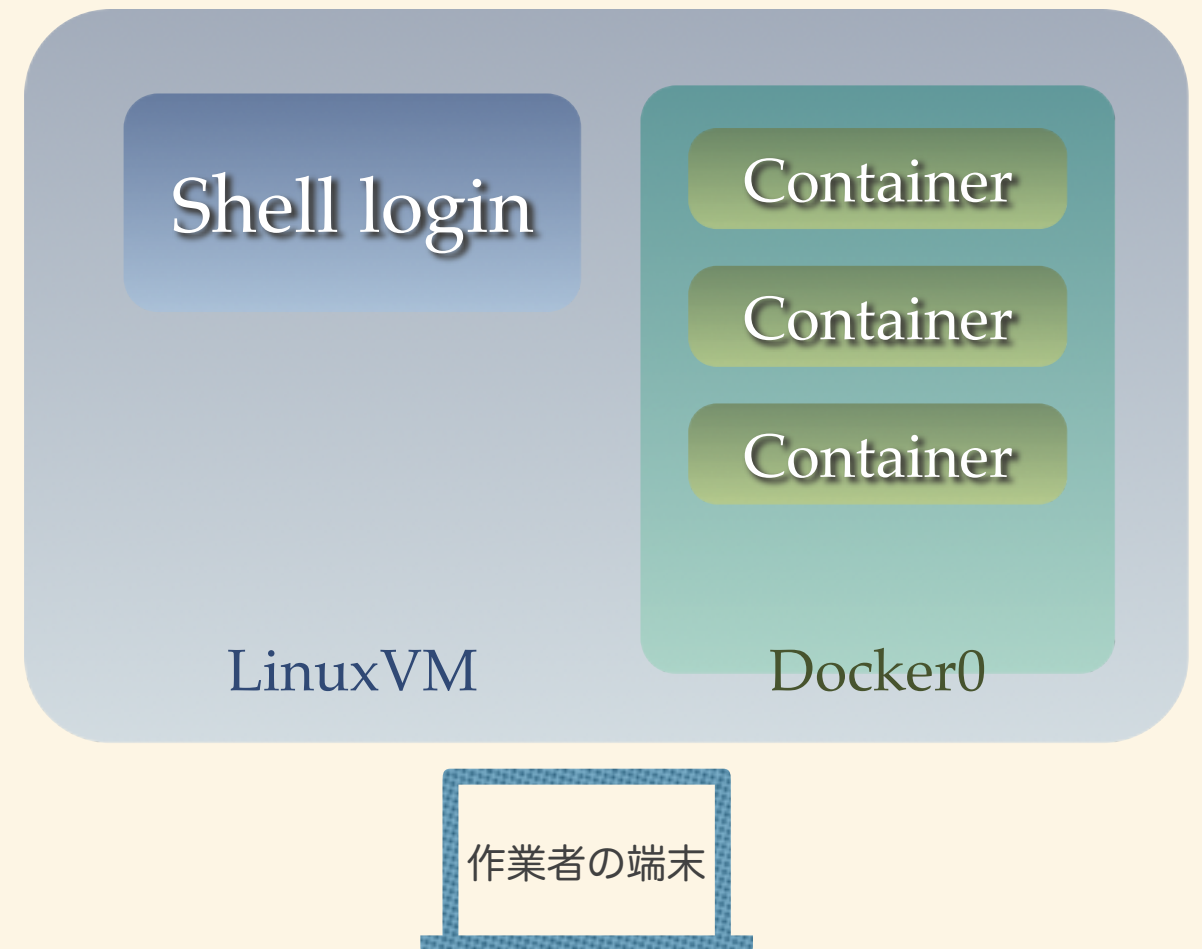 Shell login
Container
Container
Container
LinuxVM
Docker0
作業者の端末